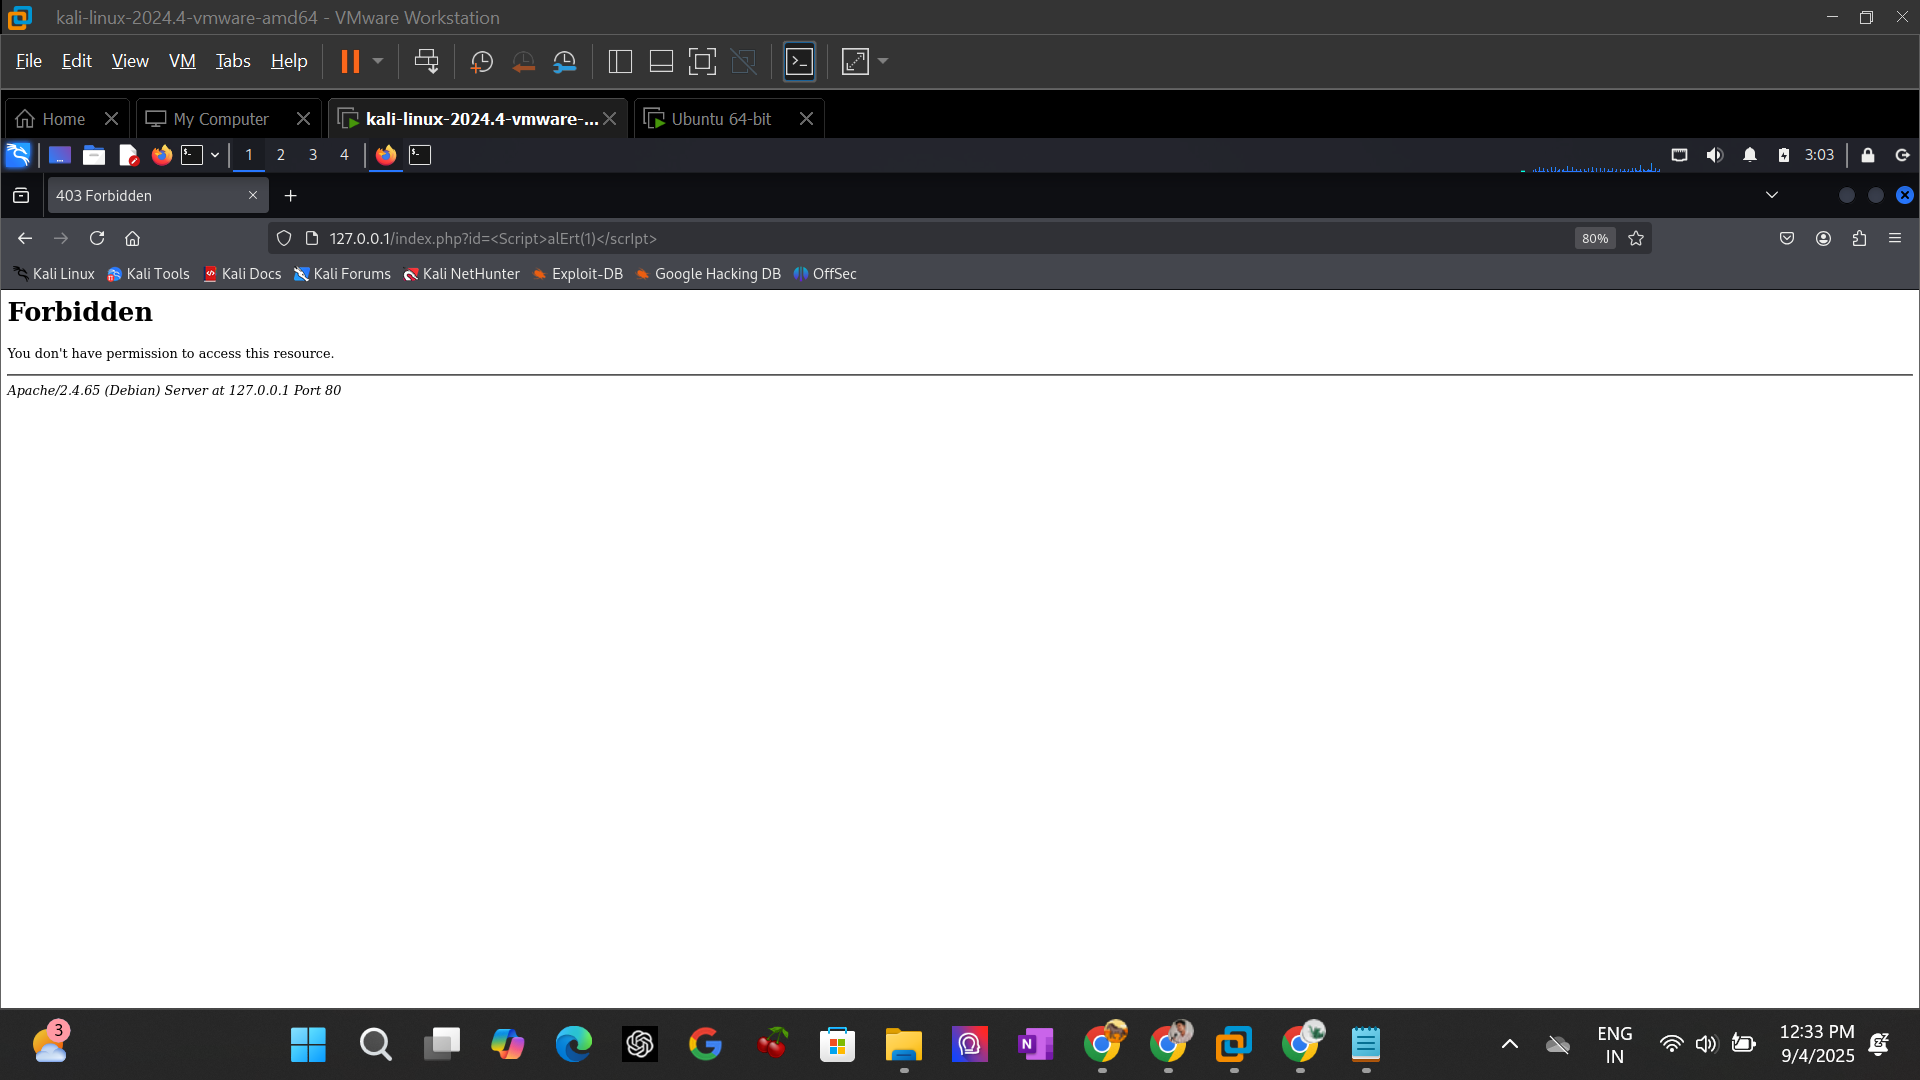 kali-linux-2024.4-vmware-amd64 - VMware Workstation
File Edit View VM Tabs Help
Home My Computer kali-linux-2024.4-vmware-... Ubuntu 64-bit
1 2 3 4 3:03
403 Forbidden
127.0.0.1/index.php?id=<Script>alErt(1)</scrIpt> 80%
Kali Linux Kali Tools Kali Docs Kali Forums Kali NetHunter Exploit-DB Google Hacking DB OffSec
Forbidden
You don't have permission to access this resource.
Apache/2.4.65 (Debian) Server at 127.0.0.1 Port 80
3
ENG
IN
12:33 PM
9/4/2025